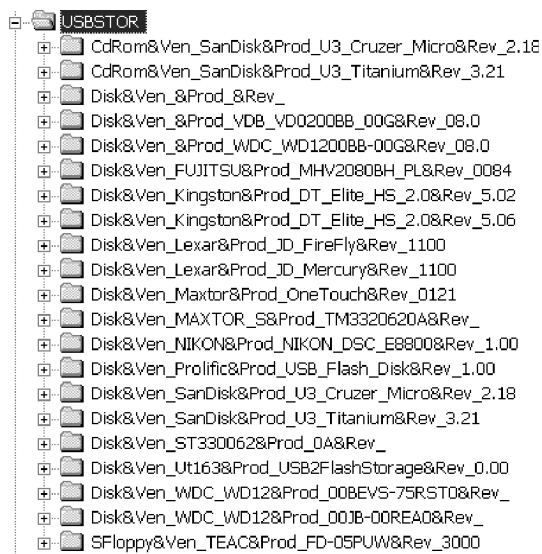 USBSTOR
CdRom&Ven_SanDisk&Prod_U3_Cruzer_Micro&Rev_2.18
CdRom&Ven_SanDisk&Prod_U3_Titanium&Rev_3.21
Disk&Ven_&Prod_&Rev_
Disk&Ven_&Prod_VDB_VD0200BB_00G&Rev_08.0
Disk&Ven_&Prod_WDC_WD1200BB-00G&Rev_08.0
Disk&Ven_FUJITSU&Prod_MHV2080BH_PL&Rev_0084
Disk&Ven_Kingston&Prod_DT_Elite_HS_2.0&Rev_5.02
Disk&Ven_Kingston&Prod_DT_Elite_HS_2.0&Rev_5.06
Disk&Ven_Lexar&Prod_JD_FireFly&Rev_1100
Disk&Ven_Lexar&Prod_JD_Mercury&Rev_1100
Disk&Ven_Maxtor&Prod_OneTouch&Rev_0121
Disk&Ven_MAXTOR_S&Prod_TM3320620A&Rev_
Disk&Ven_NIKON&Prod_NIKON_DSC_E8800&Rev_1.00
Disk&Ven_Prolific&Prod_USB_Flash_Disk&Rev_1.00
Disk&Ven_SanDisk&Prod_U3_Cruzer_Micro&Rev_2.18
Disk&Ven_SanDisk&Prod_U3_Titanium&Rev_3.21
Disk&Ven_ST330062&Prod_0A&Rev_
Disk&Ven_Ut163&Prod_USB2FlashStorage&Rev_0.00
Disk&Ven_WDC_WD12&Prod_00BEVS-75RST0&Rev_
Disk&Ven_WDC_WD12&Prod_00JB-00REA0&Rev_
SFloppy&Ven_TEAC&Prod_FD-05PUW&Rev_3000